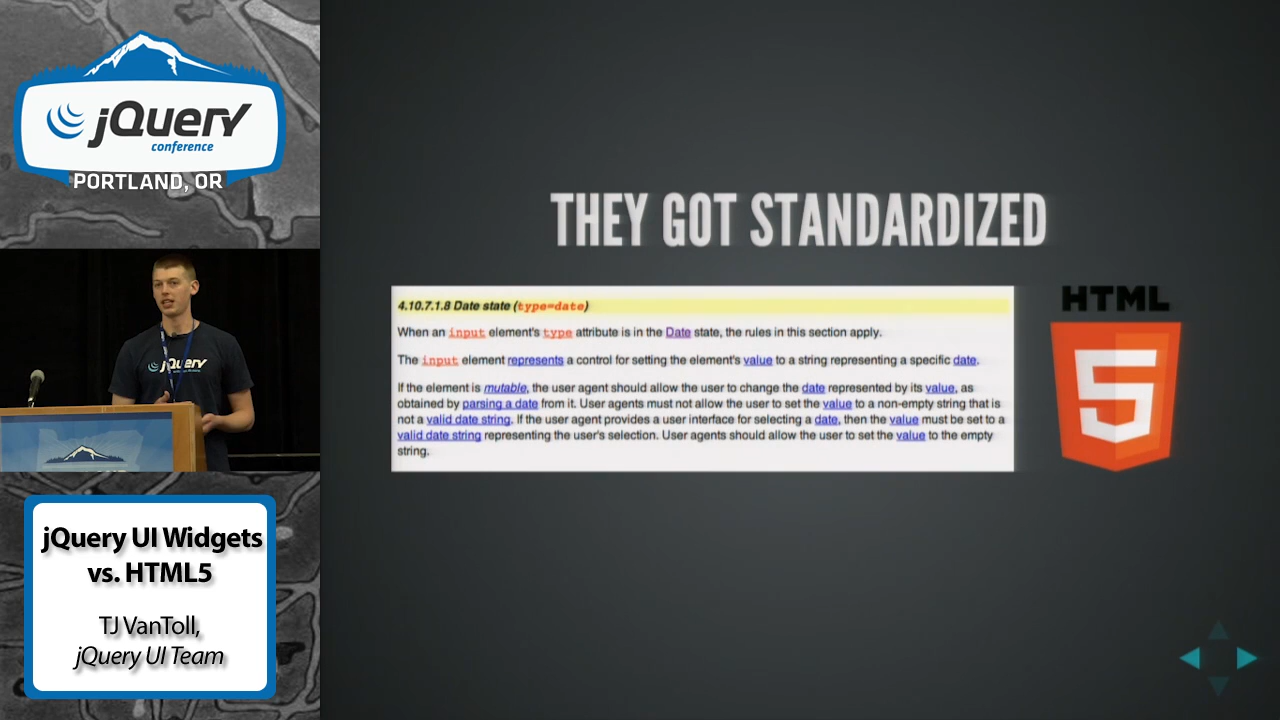 jQuery
conference
PORTLAND, OR
jQuery
jQuery UI Widgets
vs. HTML5
TJ VanToll,
jQuery UI Team
THEY GOT STANDARDIZED
4.10.7.1.8 Date state (type=date)
When an input element's type attribute is in the Date state, the rules in this section apply.
The input element represents a control for setting the element's value to a string representing a specific date.
If the element is mutable, the user agent should allow the user to change the date represented by its value, as
obtained by parsing a date from it. User agents must not allow the user to set the value to a non-empty string that is
not a valid date string. If the user agent provides a user interface for selecting a date, then the value must be set to a
valid date string representing the user's selection. User agents should allow the user to set the value to the empty
string.
HTML
5